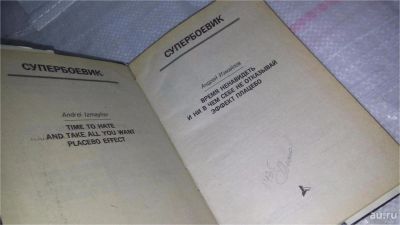 СУПЕРБОЕВИК
Andrei Izmaylov
TIME TO HATE
AND TAKE ALL YOU WANT
PLACEBO EFFECT
СУПЕРБОЕВИК
Андрей Измайлов
ВРЕМЯ НЕНАВИДЕТЬ
И НИ В ЧЕМ СЕБЕ НЕ ОТКАЗЫВАЙ
ЭФФЕКТ ПЛАЦЕБО
au.ru